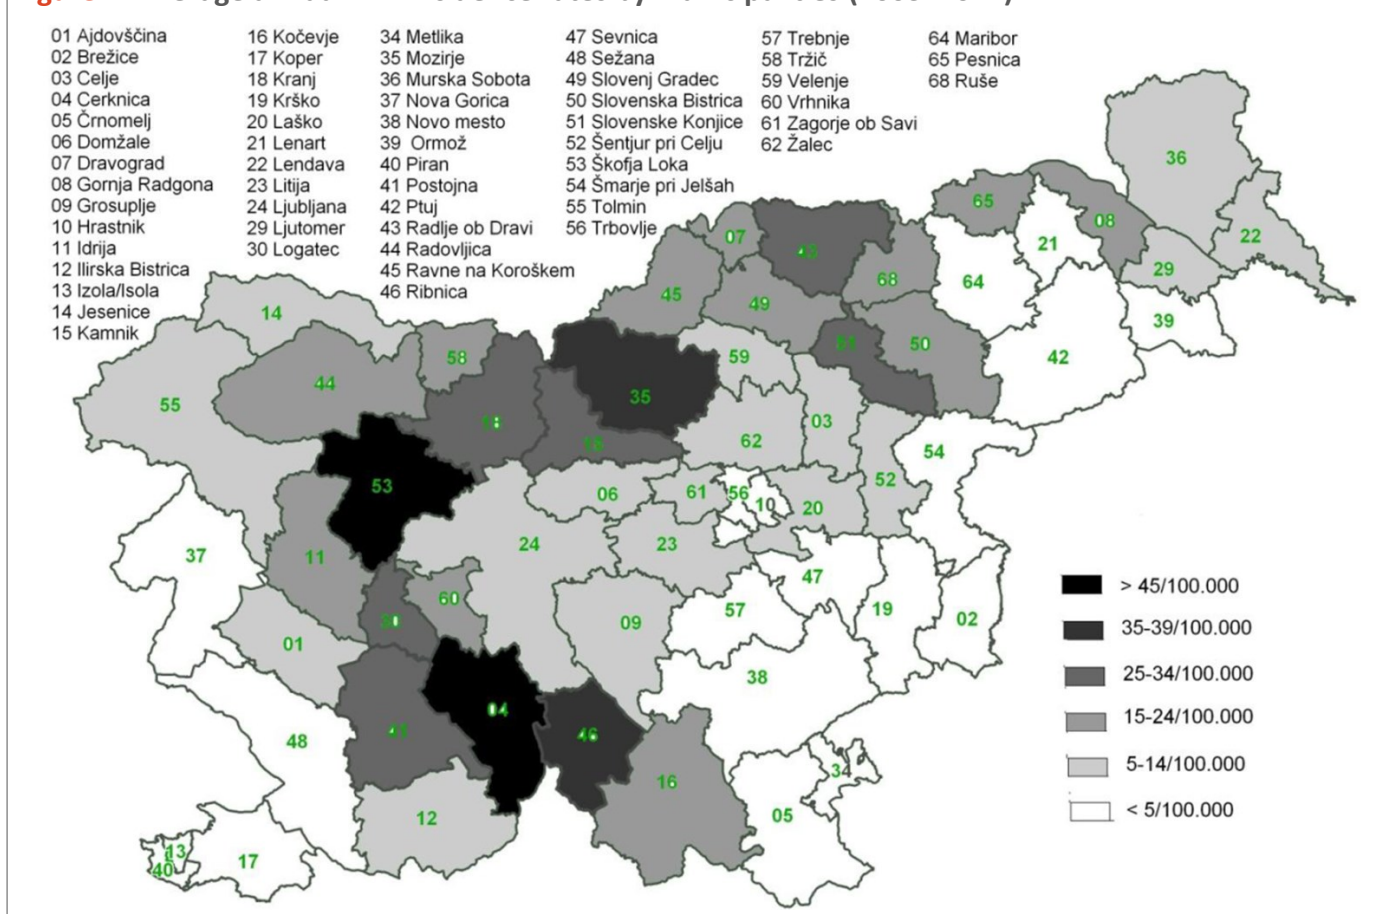 01 Ajdovščina
02 Brežice
03 Celje
04 Cerknica
05 Črnomelj
06 Domžale
07 Dravograd
08 Gornja Radgona
09 Grosuplje
10 Hrastnik
11 Idrija
12 Ilirska Bistrica
13 Izola/Isola
14 Jesenice
15 Kamnik
16 Kočevje
17 Koper
18 Kranj
19 Krško
20 Laško
21 Lenart
22 Lendava
23 Litija
24 Ljubljana
29 Ljutomer
30 Logatec
34 Metlika
35 Mozirje
36 Murska Sobota
37 Nova Gorica
38 Novo mesto
39 Ormož
40 Piran
41 Postojna
42 Ptuj
43 Radlje ob Dravi
44 Radovljica
45 Ravne na Koroškem
46 Ribnica
47 Sevnica
48 Sežana
49 Slovenj Gradec
50 Slovenska Bistrica
51 Slovenske Konjice
52 Šentjur pri Celju
53 Škofja Loka
54 Šmarje pri Jelšah
55 Tolmin
56 Trbovlje
57 Trebnje
58 Tržič
59 Velenje
60 Vrhnika
61 Zagorje ob Savi
62 Žalec
64 Maribor
65 Pesnica
68 Ruše
36
65
08
22
07
43
21
68
29
64
45
49
14
39
58
59
51
50
42
44
35
55
03
18
15
62
54
53
52
06
61
56
10
20
24
23
37
11
47
60
57
19
02
30
09
01
38
04
46
41
48
34
16
12
05
13
40
17
> 45/100.000
35-39/100.000
25-34/100.000
15-24/100.000
5-14/100.000
< 5/100.000